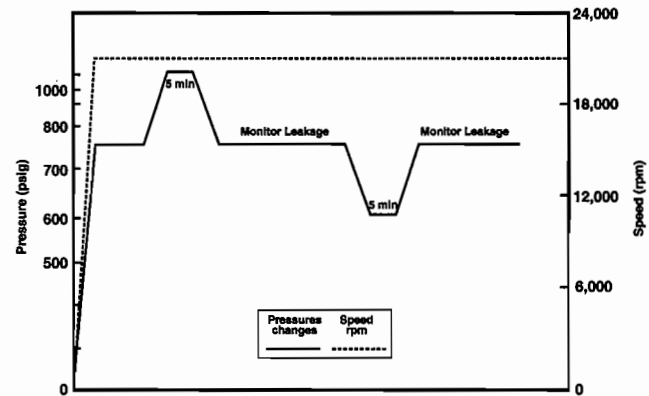 24,000
1000
5 min
18,000
800
Monitor Leakage
Monitor Leakage
Pressure (psig)
700
Speed (rpm)
12,000
5 min
600
500
6,000
Pressures Speed
changes rpm
0
0